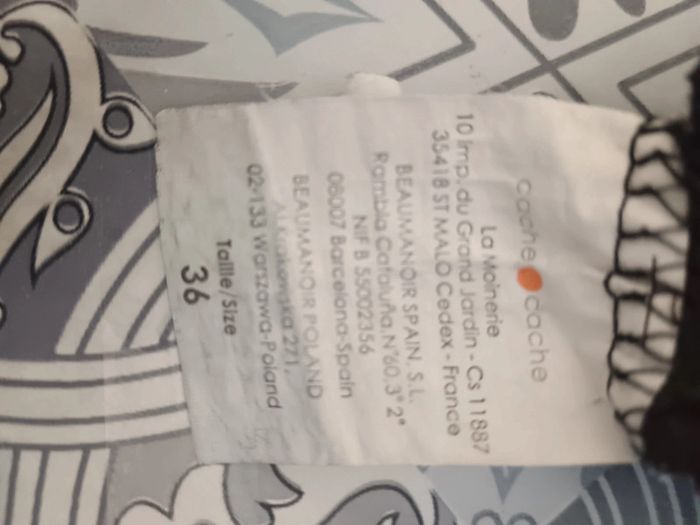 cache cache
La Moinerie
10 Imp. du Grand Jardin - Cs 11887
35418 ST MALO Cedex - France
BEAUMANOIR SPAIN. S.L.
Rambla Cataluña. N°60.3° 2°
NIF B 55002356
08007 Barcelona-Spain
BEAUMANOIR POLAND
271.
02-133 Warszawa-Poland
Taille/Size
36